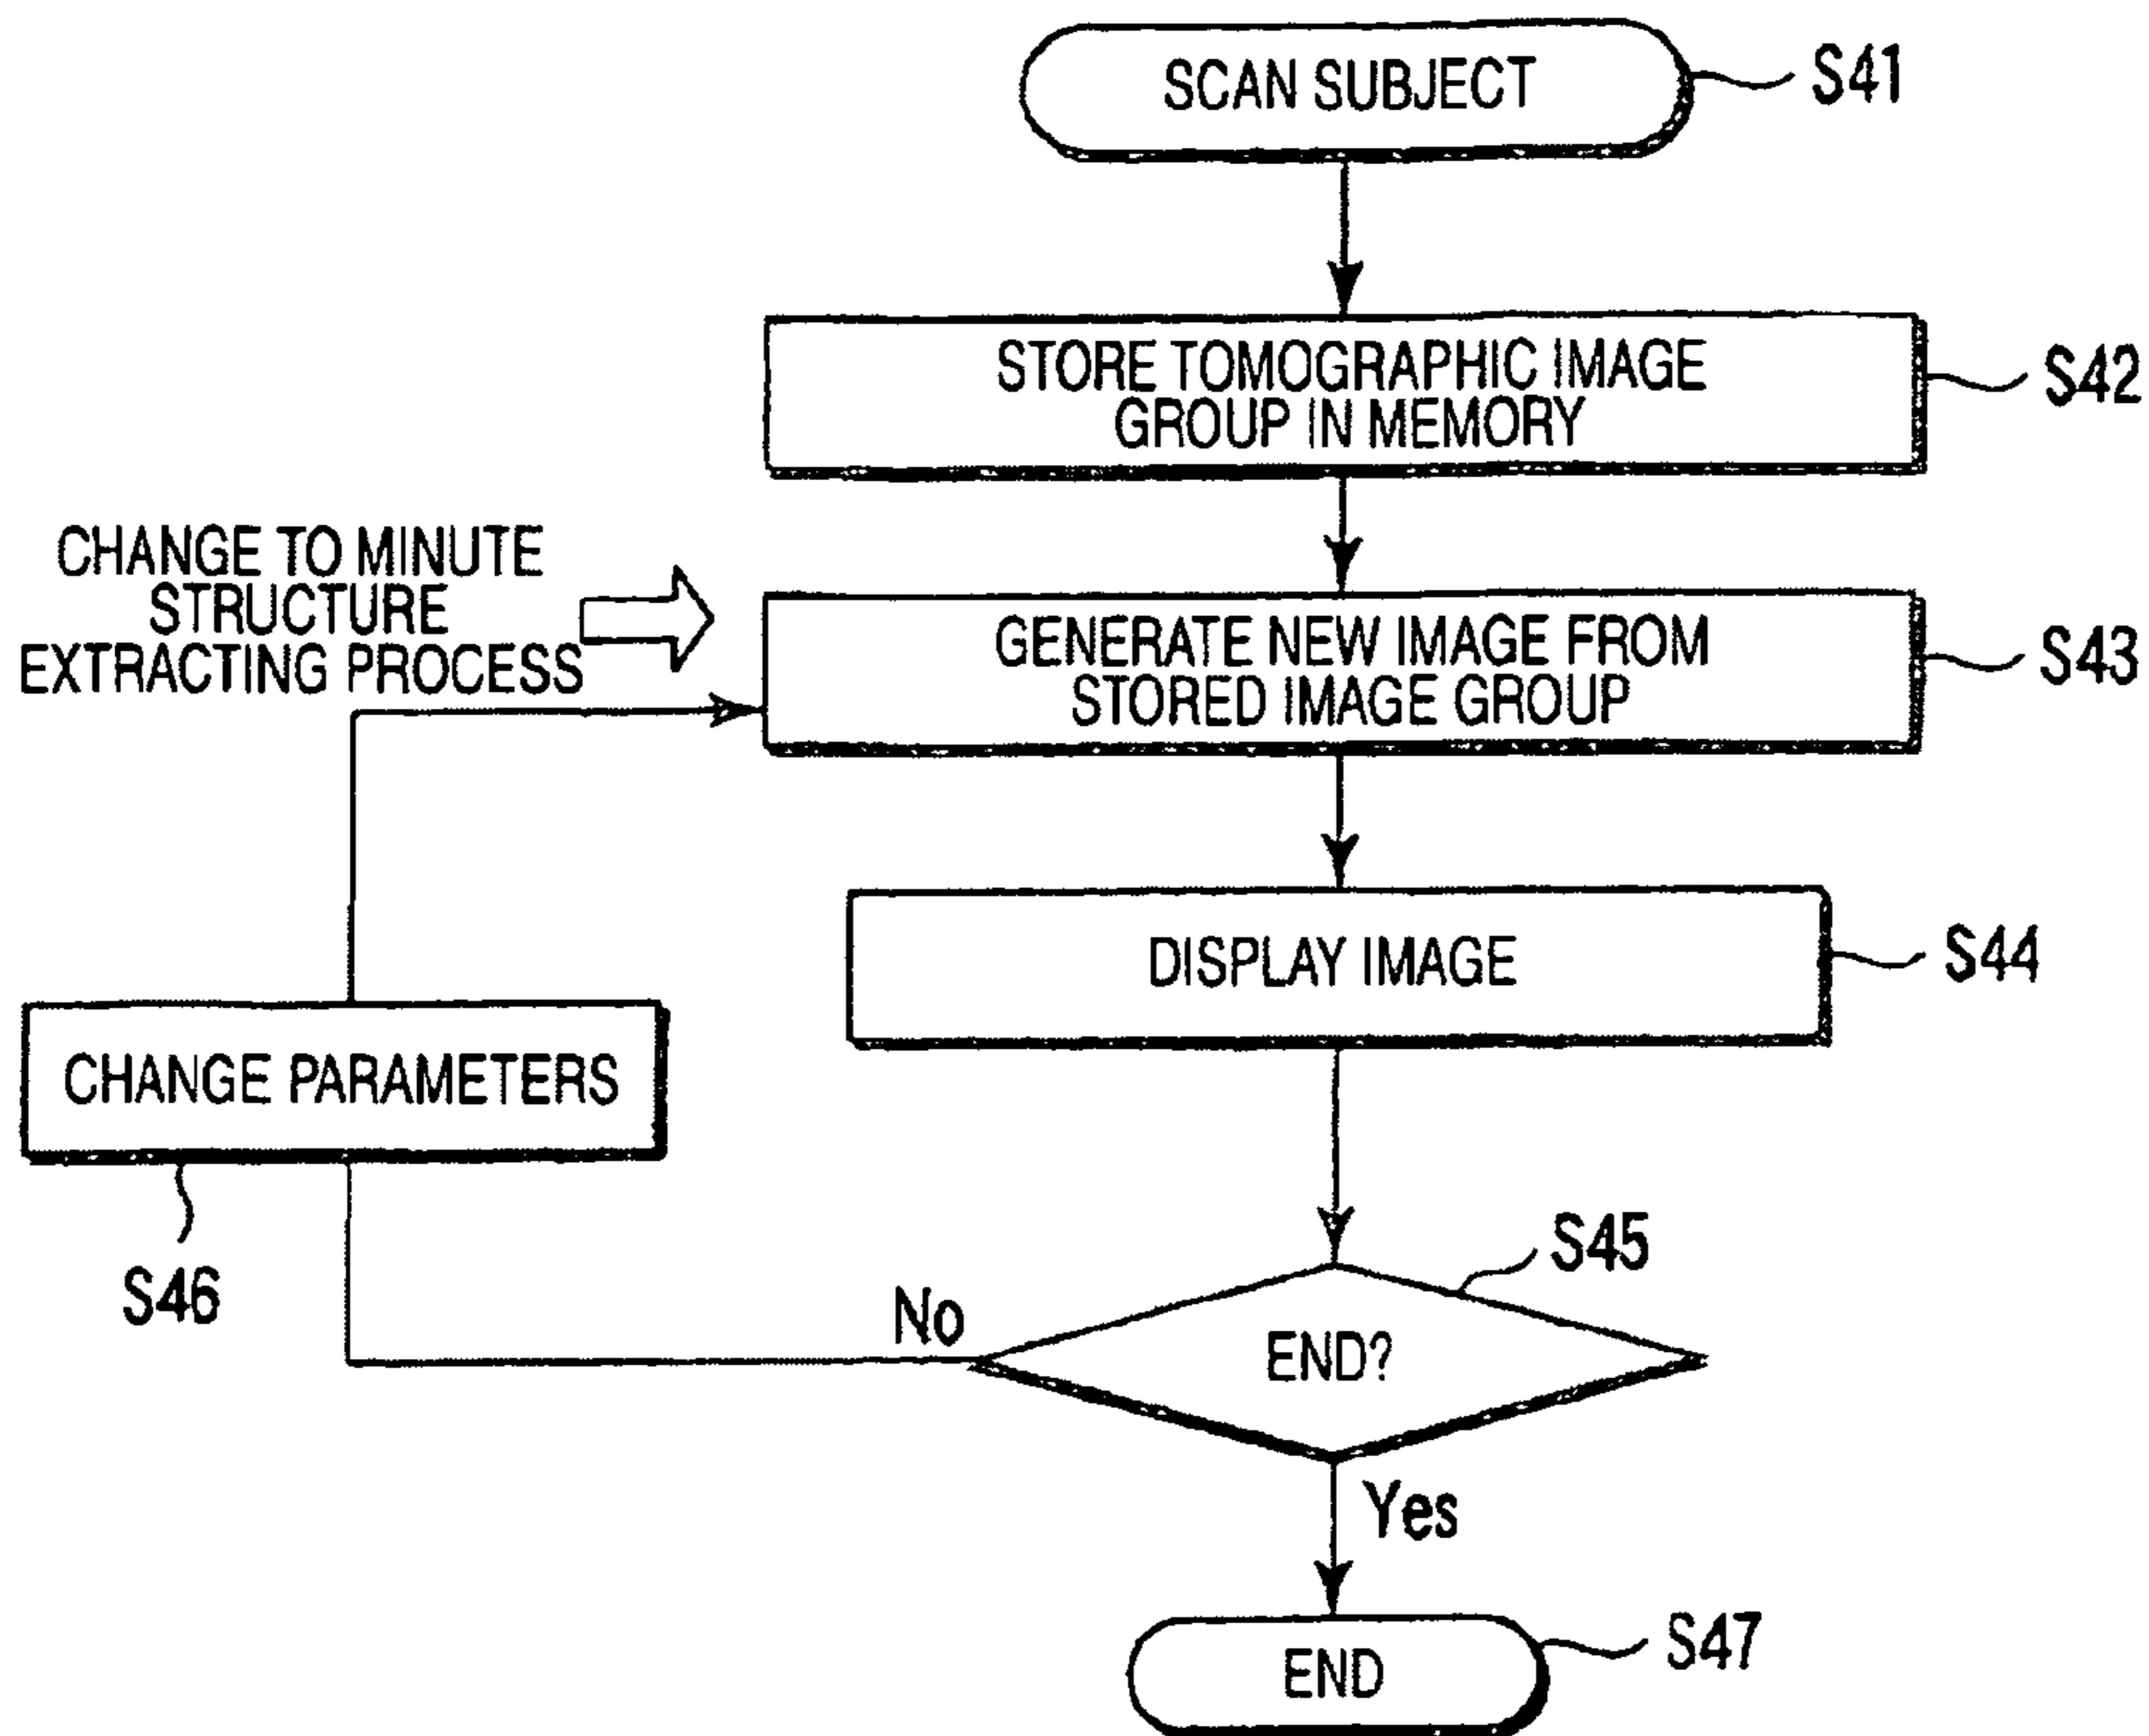 SCAN SUBJECT
S41
STORE TOMOGRAPHIC IMAGE
GROUP IN MEMORY
S42
CHANGE TO MINUTE
STRUCTURE
EXTRACTING PROCESS
GENERATE NEW IMAGE FROM
STORED IMAGE GROUP
S43
DISPLAY IMAGE
S44
CHANGE PARAMETERS
S46
S45
No
END?
Yes
END
S47